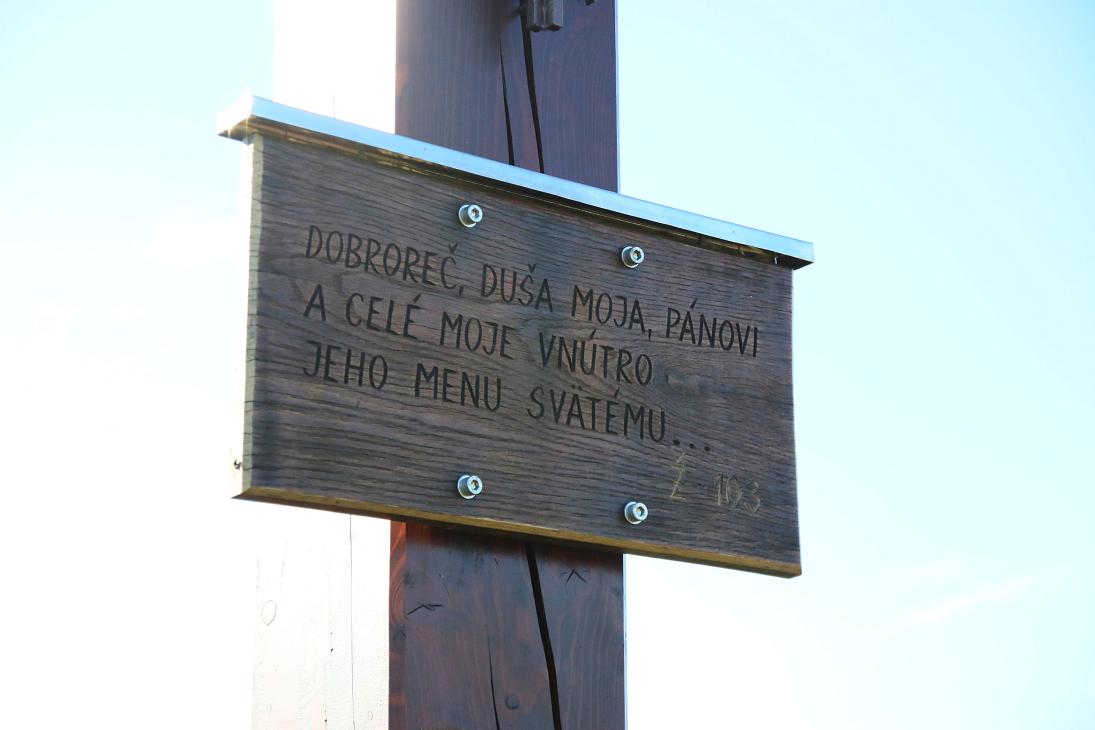 DOBROREČ, DUŠA MOJA, PÁNOVI
A CELÉ MOJE VNÚTRO
JEHO MENU SVÄTÉMU...
Ž 103